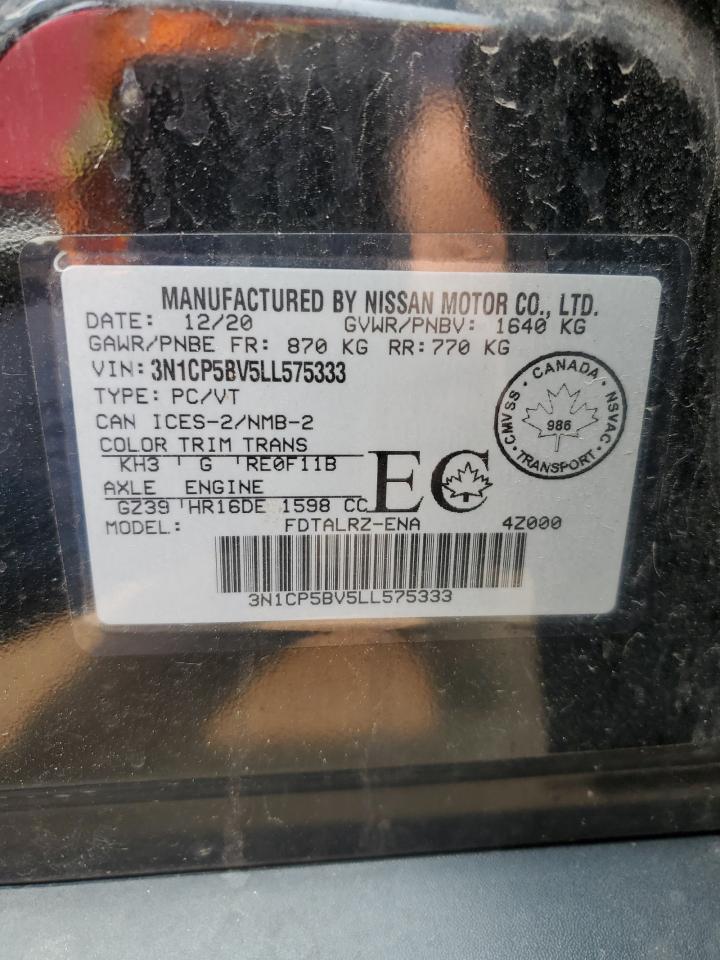 MANUFACTURED BY NISSAN MOTOR CO., LTD.
DATE: 12/20 GVWR/PNBV: 1640 KG
GAWR/PNBE FR: 870 KG RR: 770 KG
VIN: 3N1CP5BV5LL575333
TYPE: PC/VT
CAN ICES-2/NMB-2
COLOR TRIM TRANS
KH3 G RE0F11B
AXLE ENGINE
GZ39 HR16DE 1598 CC
MODEL: FDTALRZ-ENA 4Z000
EC
CANADA · NSVAC · TRANSPORT · CMVSS
986
3N1CP5BV5LL575333